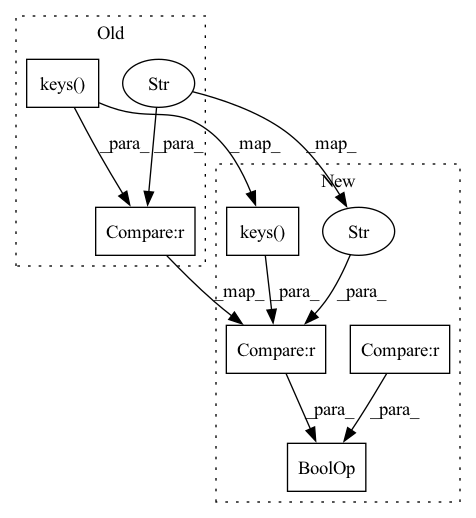 Old
keys()
Str
_para_ _para_ _map_ _map_
New
Compare:r
keys()
Str
_map_ _para_ _para_
Compare:r
Compare:r
_para_ _para_
BoolOp